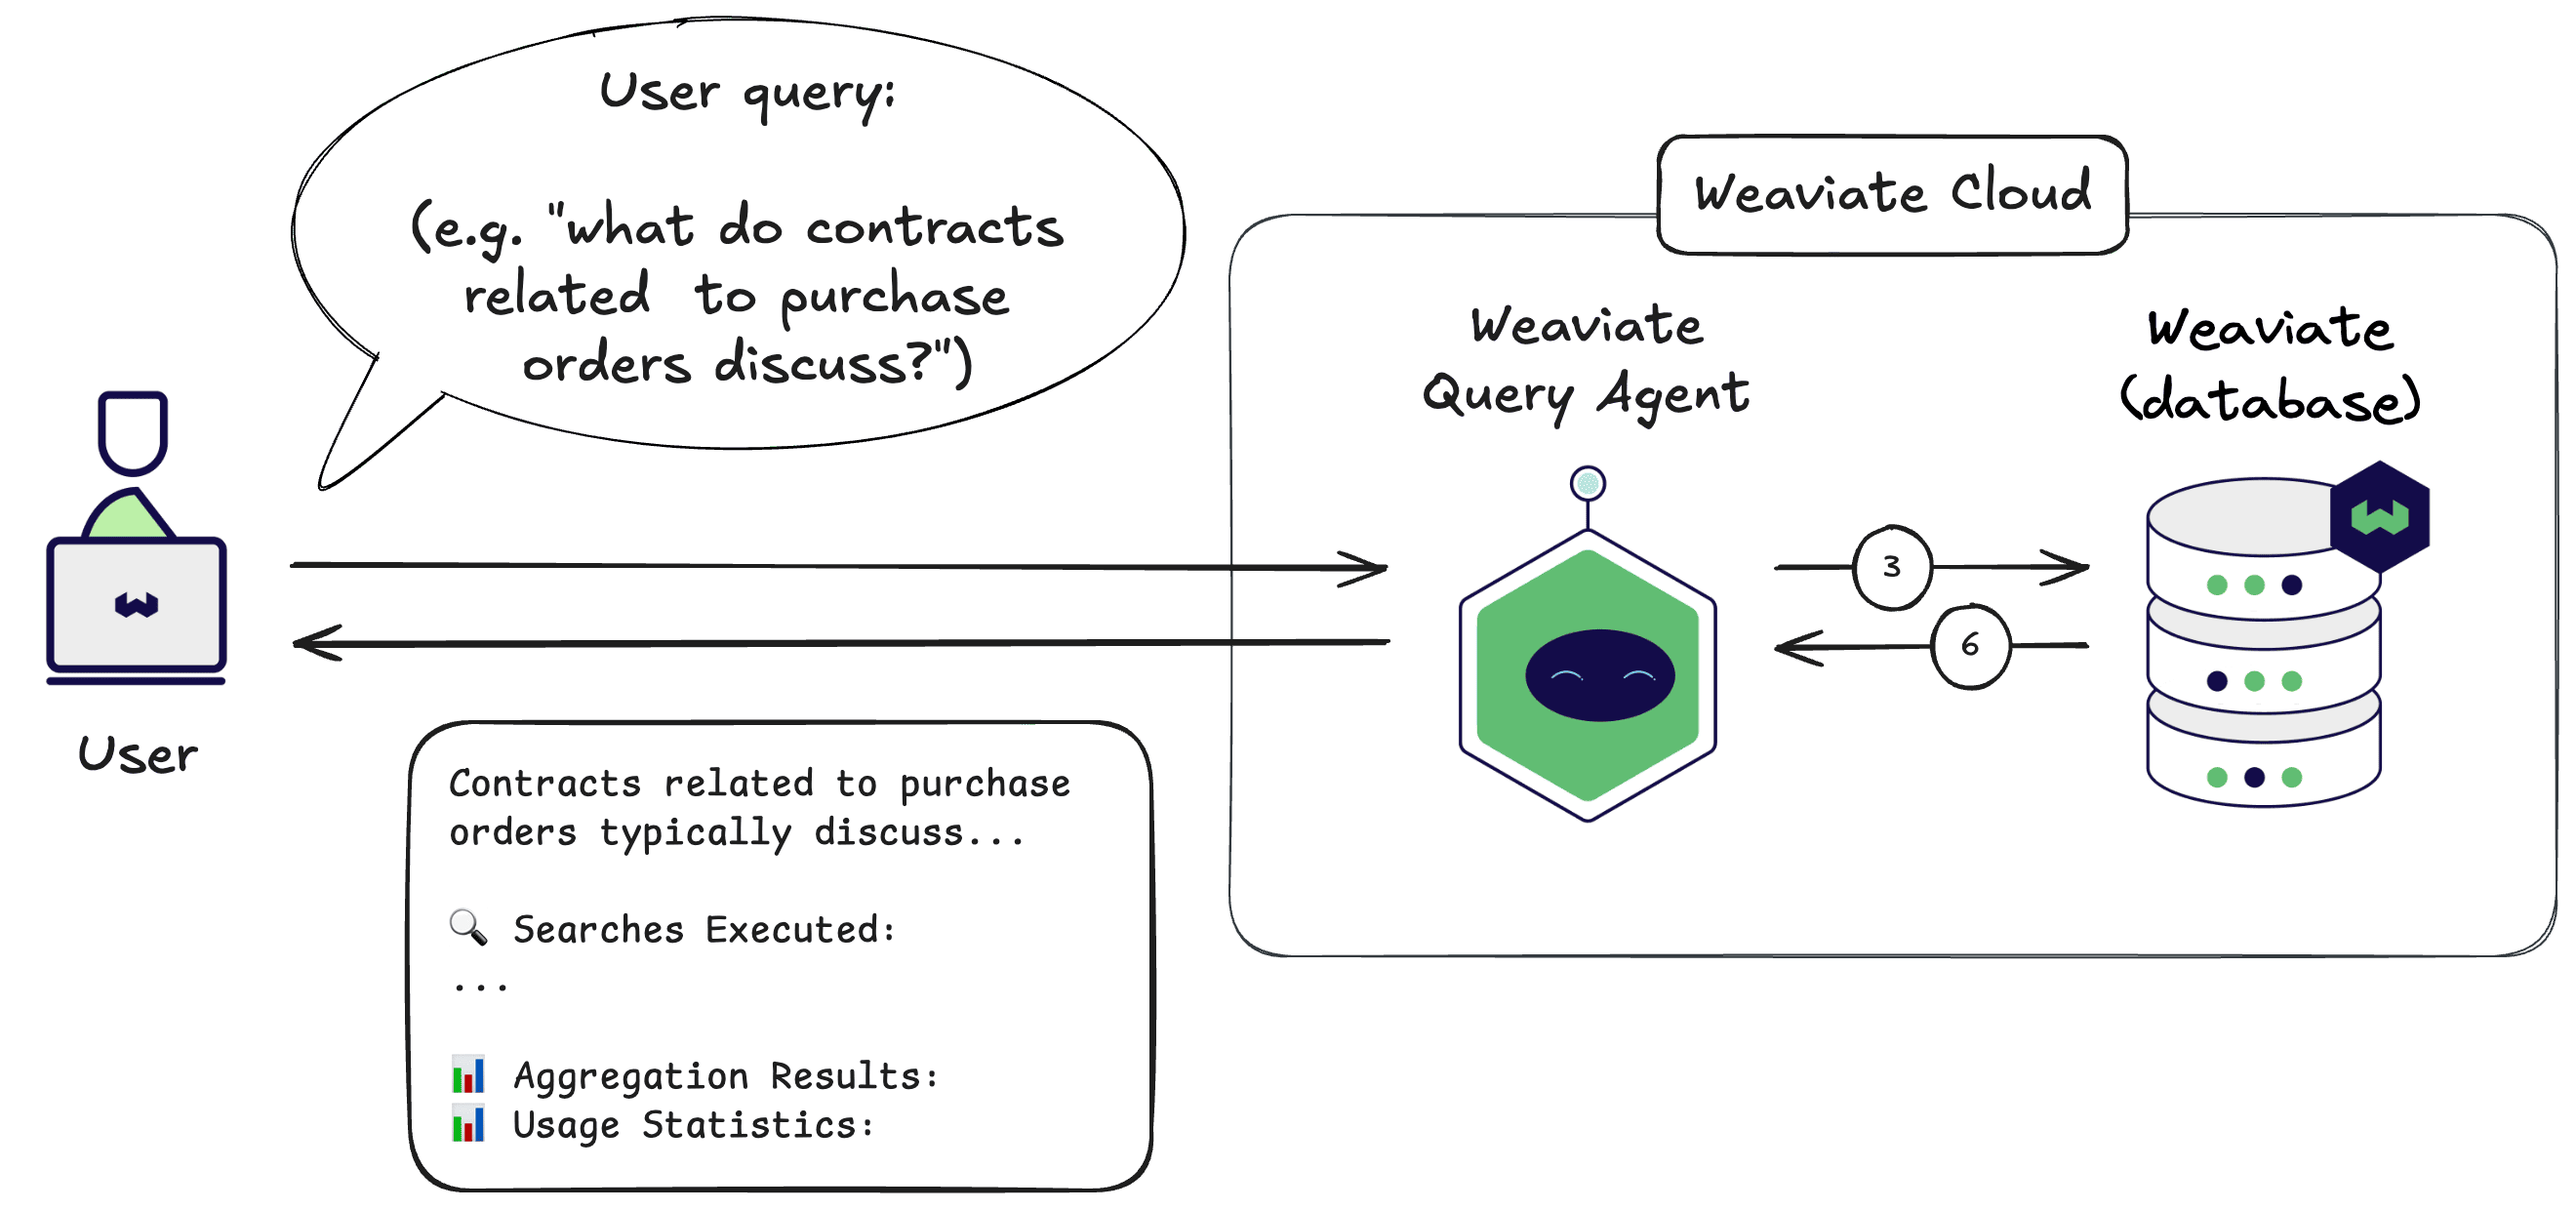 User query:
(e.g. "what do contracts
related to purchase
orders discuss?")
Weaviate Cloud
Weaviate
Query Agent
Weaviate
(database)
3
6
User
Contracts related to purchase
orders typically discuss...
🔍 Searches Executed:
...
📊 Aggregation Results:
📊 Usage Statistics: